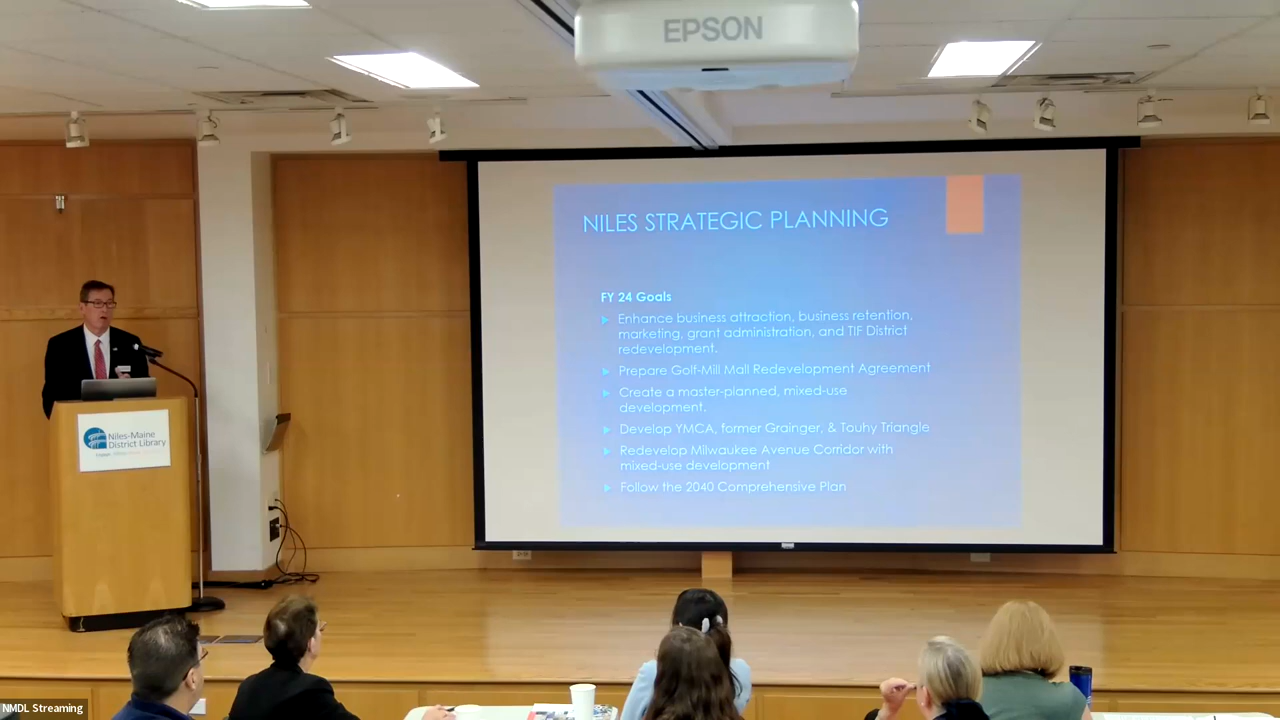 EPSON
NILES STRATEGIC PLANNING
FY 24 Goals
Enhance business attraction, business retention,
marketing, grant administration, and TIF District
redevelopment.
Prepare Golf-Mill Mall Redevelopment Agreement
Create a master-planned, mixed-use
development.
Develop YMCA, former Grainger, & Touhy Triangle
Redevelop Milwaukee Avenue Corridor with
mixed-use development
Follow the 2040 Comprehensive Plan
Niles-Maine
District Library
NMDL Streaming